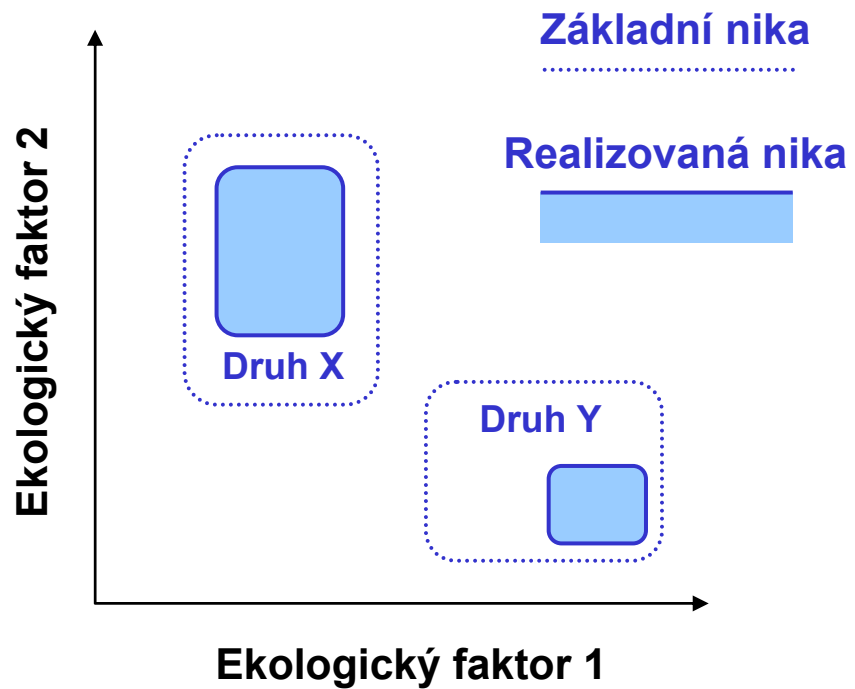 Základní nika
Realizovaná nika
Ekologický faktor 2
Druh X
Druh Y
Ekologický faktor 1